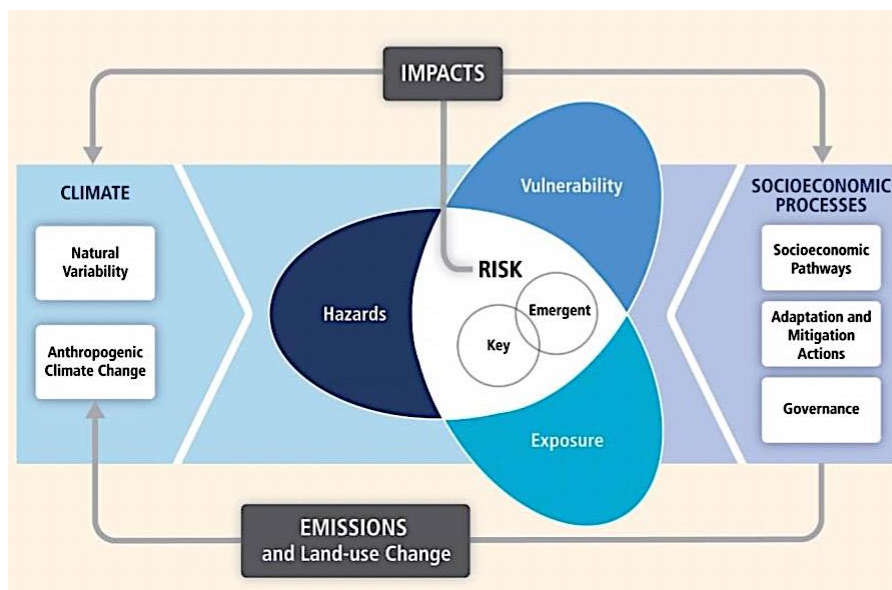 IMPACTS
CLIMATE
Natural
Variability
Anthropogenic
Climate Change
Vulnerability
Hazards
RISK
Emergent
Key
Exposure
SOCIOECONOMIC
PROCESSES
Socioeconomic
Pathways
Adaptation and
Mitigation
Actions
Governance
EMISSIONS
and Land-use Change